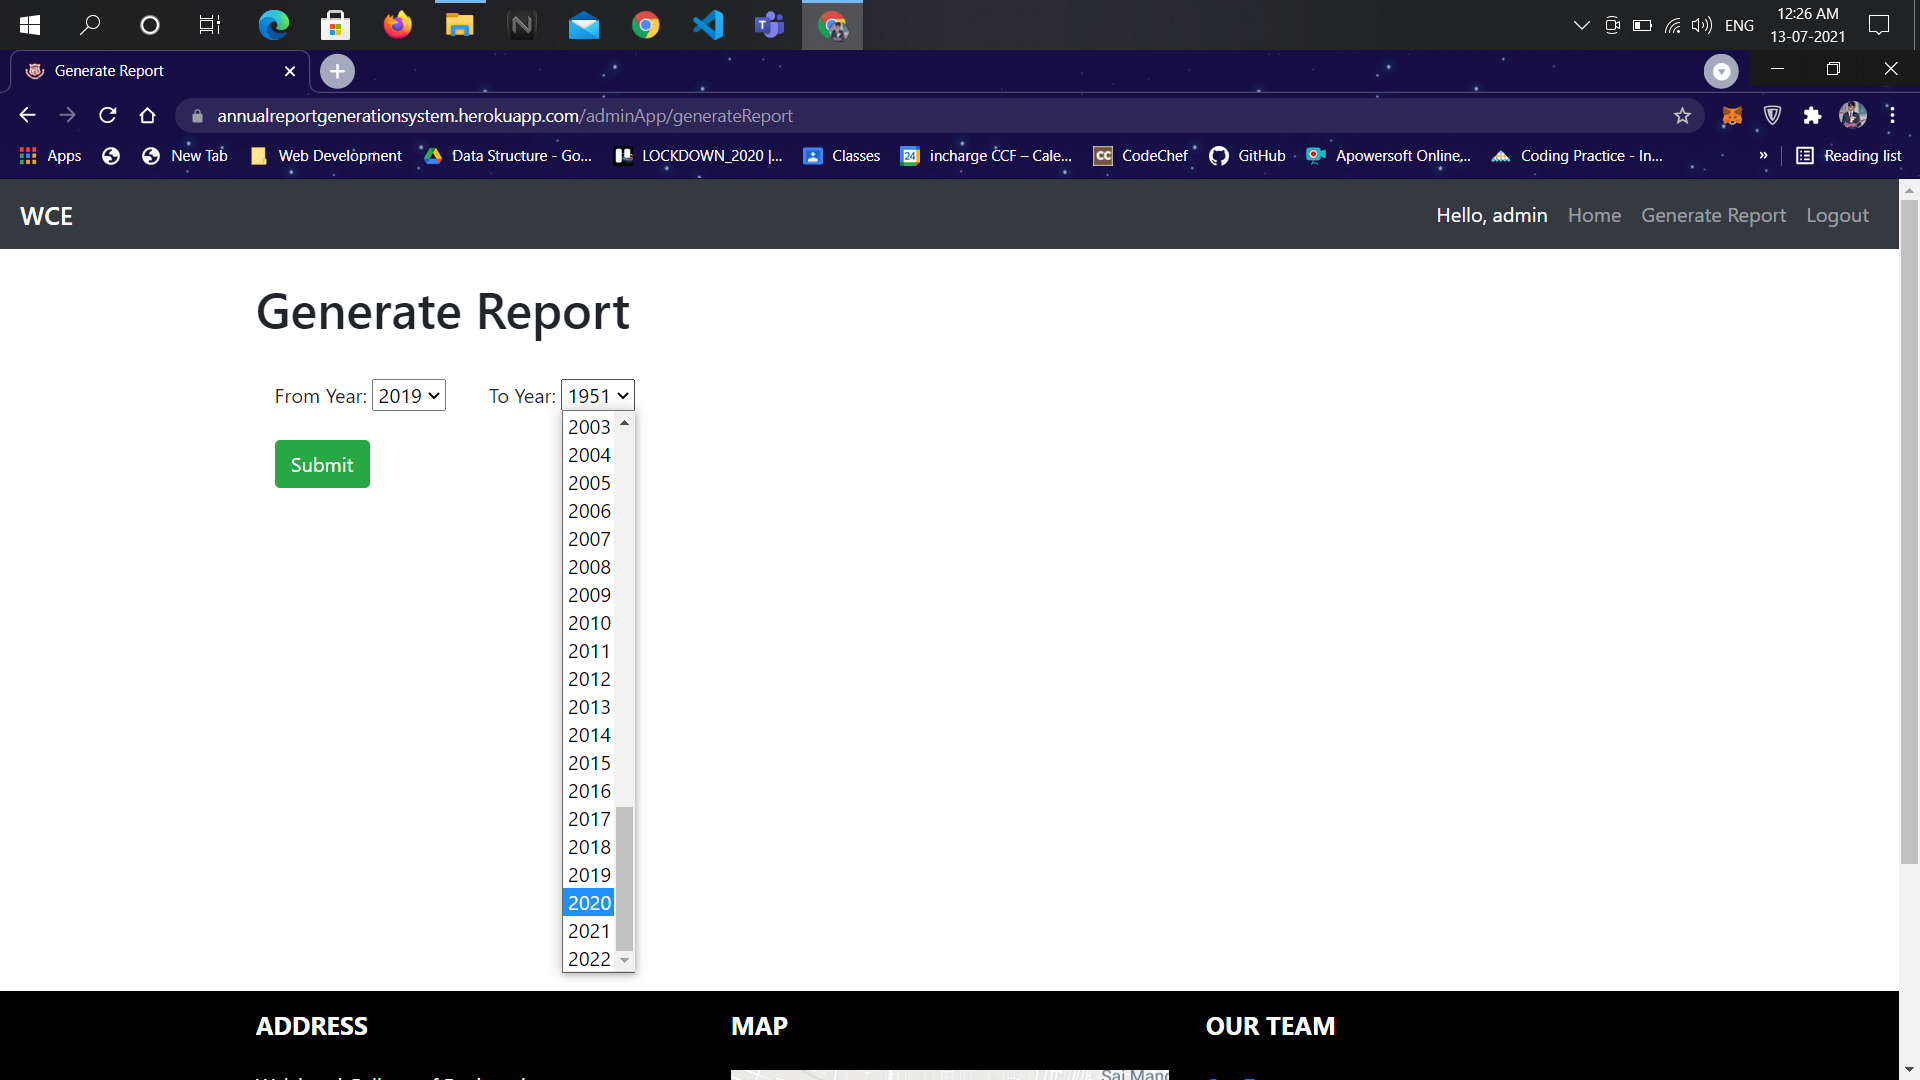 ENG
12:26 AM
13-07-2021
Generate Report
annualreportgenerationsystem.herokuapp.com/adminApp/generateReport
Apps
New Tab
Web Development
Data Structure - Go...
LOCKDOWN_2020 |...
Classes
24 incharge CCF – Cale...
CC CodeChef
GitHub
Apowersoft Online,...
Coding Practice - In...
»
Reading list
WCE
Hello, admin Home Generate Report Logout
Generate Report
From Year: 2019 To Year: 1951
Submit
2003
2004
2005
2006
2007
2008
2009
2010
2011
2012
2013
2014
2015
2016
2017
2018
2019
2020
2021
2022
ADDRESS MAP OUR TEAM